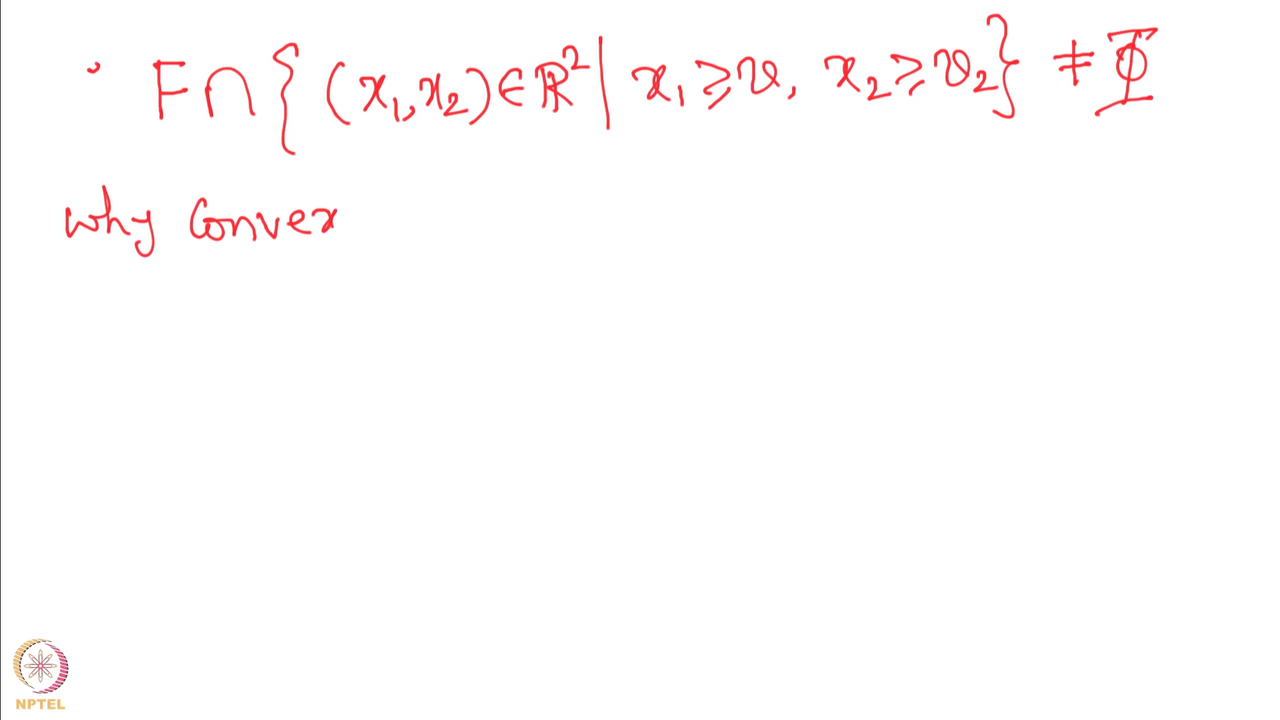 • F∩{(x₁,x₂)∈ℝ² | x₁≥v, x₂≥v₂} ≠ Φ
why Convex
NPTEL